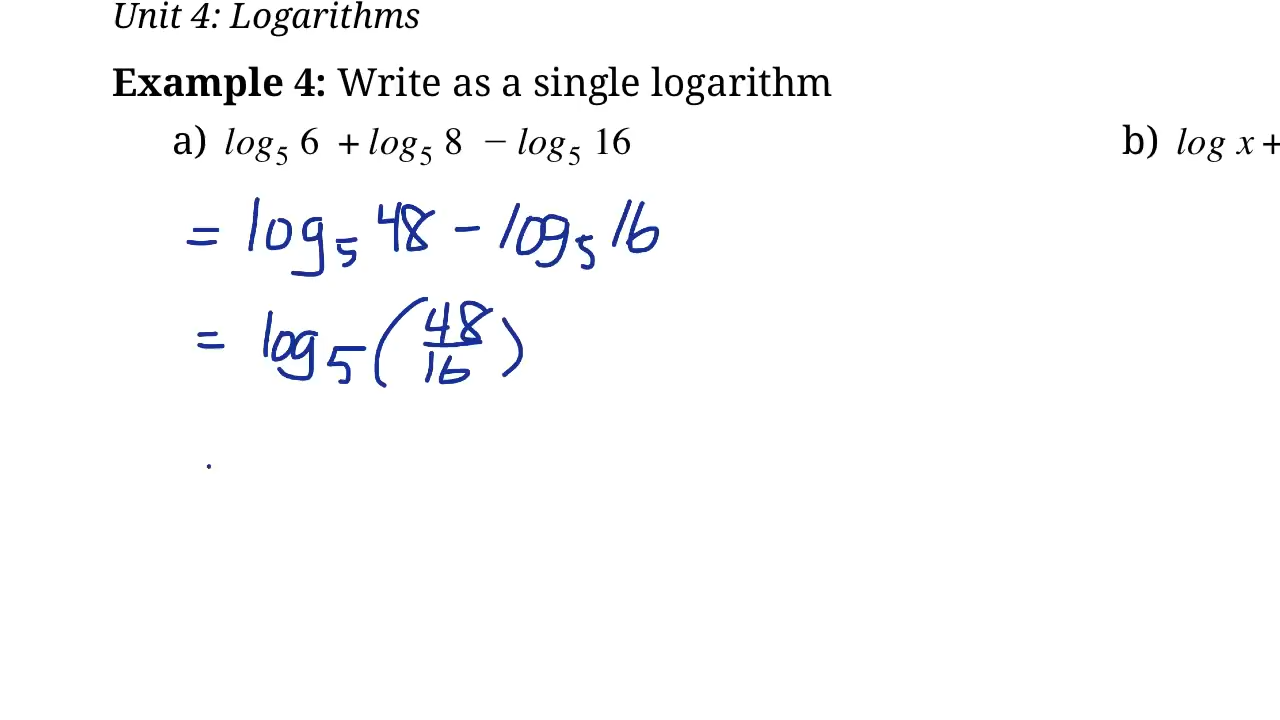 Unit 4: Logarithms
Example 4: Write as a single logarithm
a) log₅ 6 + log₅ 8 − log₅ 16
b) log x +
= log₅ 48 − log₅ 16
= log₅ (48/16)